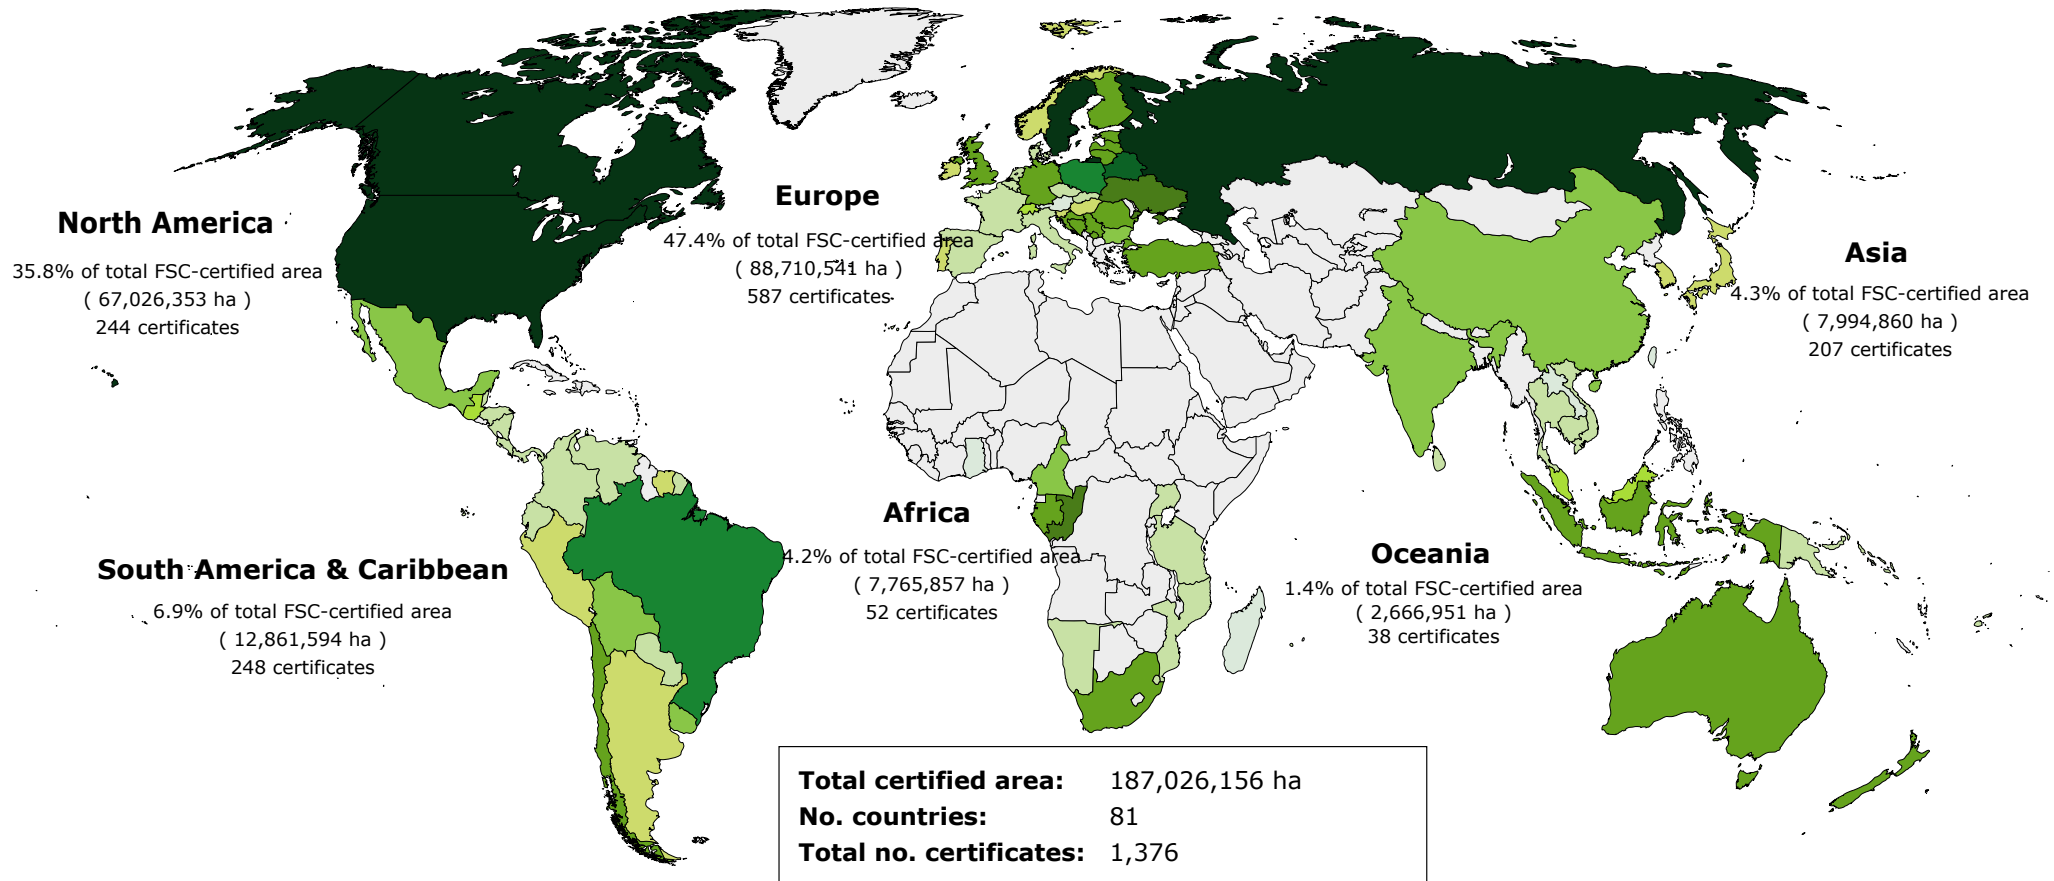 North America
35.8% of total FSC-certified area
( 67,026,353 ha )
244 certificates
Europe
47.4% of total FSC-certified area
( 88,710,541 ha )
587 certificates
Asia
4.3% of total FSC-certified area
( 7,994,860 ha )
207 certificates
South America & Caribbean
6.9% of total FSC-certified area
( 12,861,594 ha )
248 certificates
Africa
4.2% of total FSC-certified area
( 7,765,857 ha )
52 certificates
Oceania
1.4% of total FSC-certified area
( 2,666,951 ha )
38 certificates
Total certified area: 187,026,156 ha
No. countries: 81
Total no. certificates: 1,376